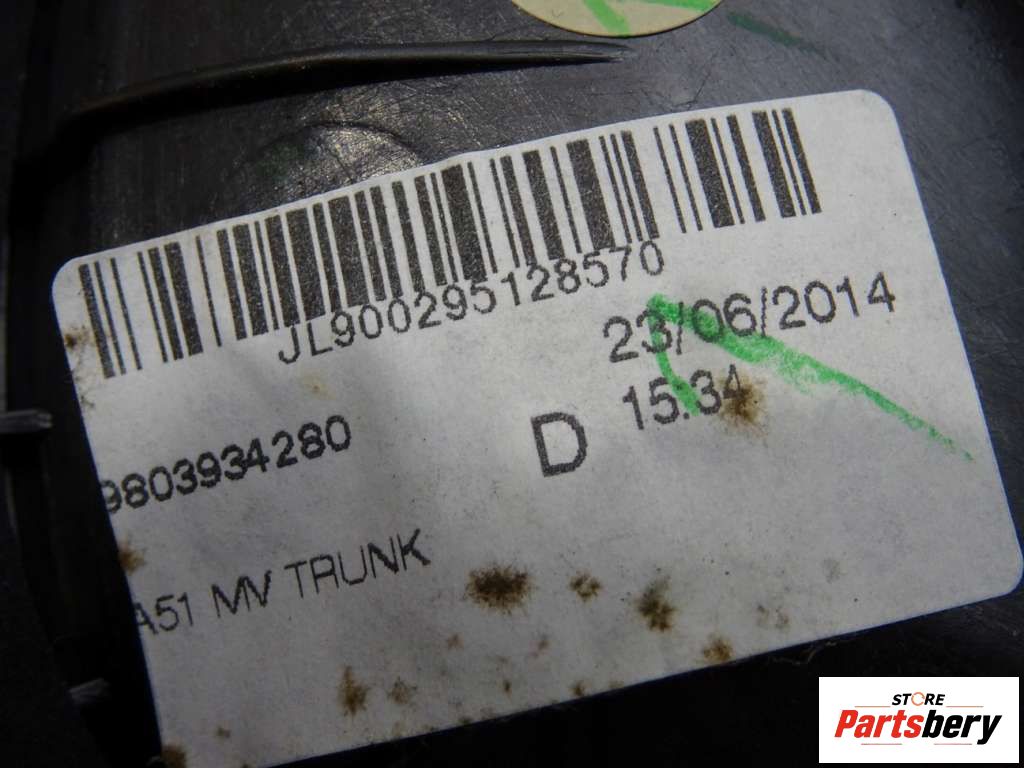 JL900295128570
23/06/2014
15:34
D
9803934280
A51 MV TRUNK
STORE
Partsbery